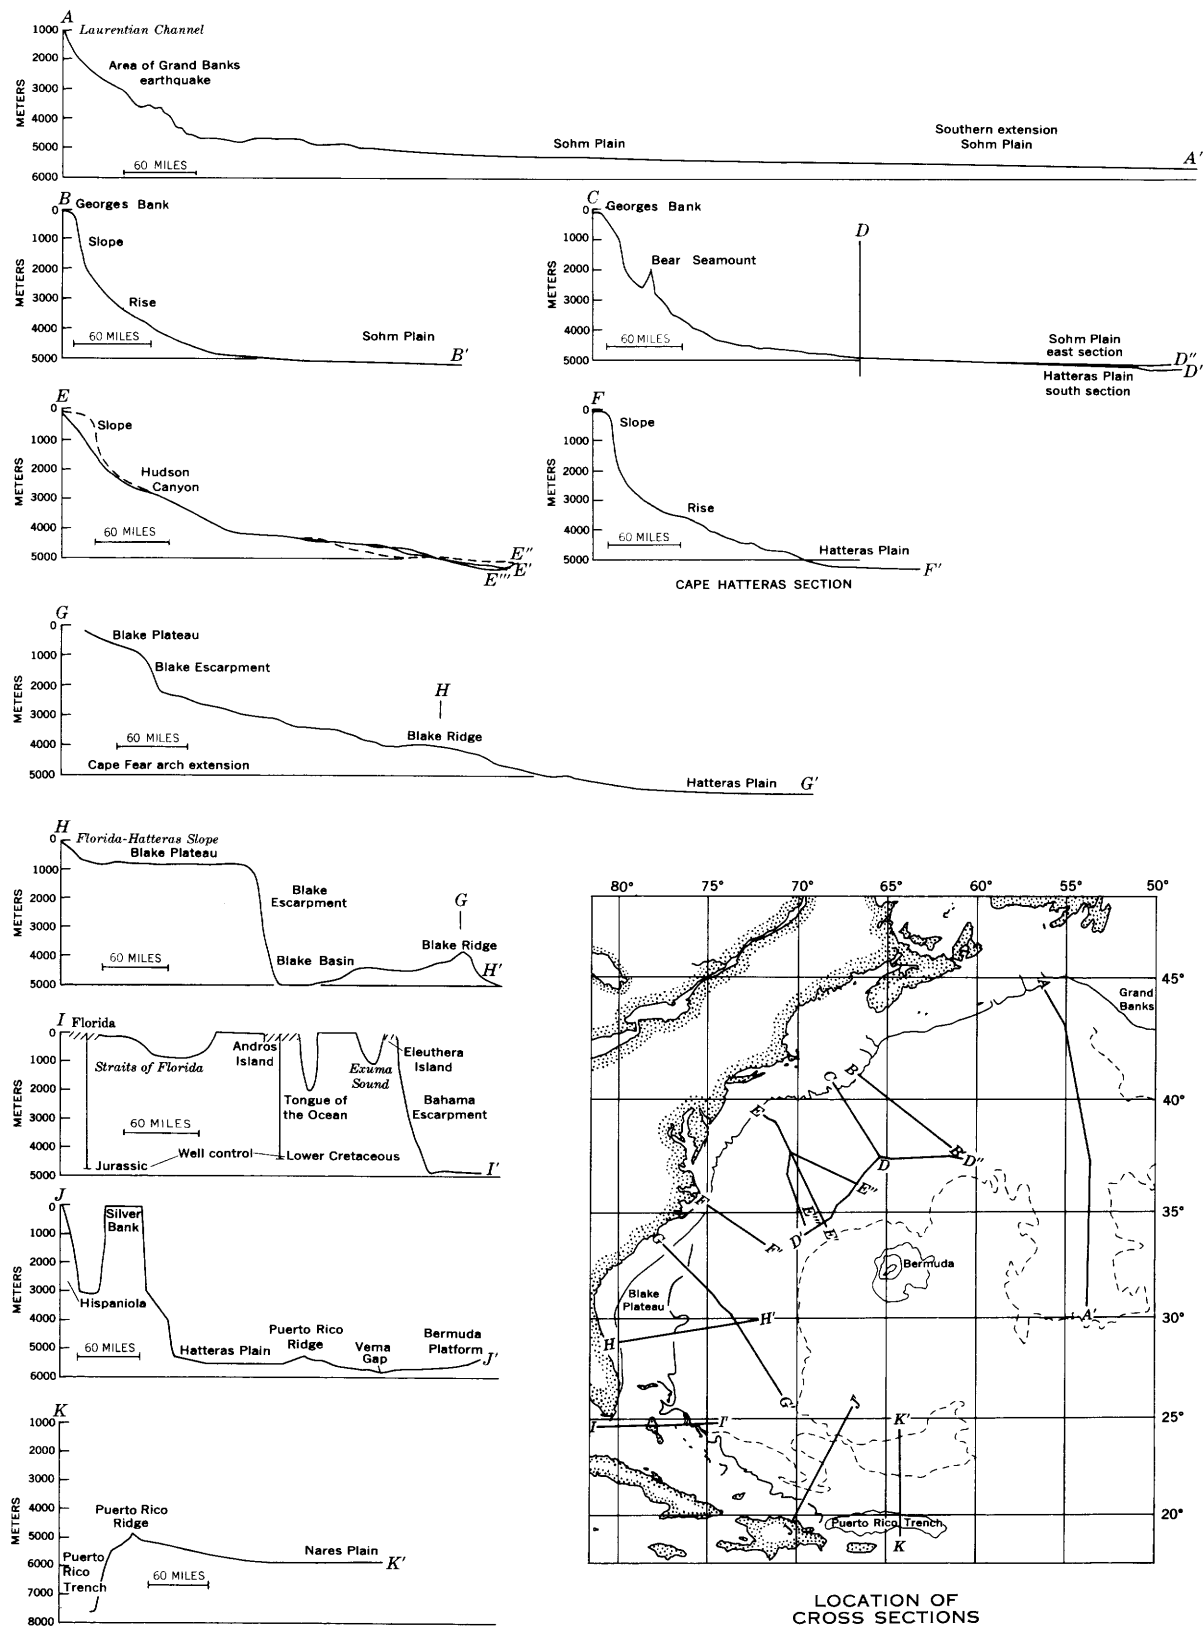 A
1000
Laurentian Channel
2000
Area of Grand Banks
earthquake
3000
4000
5000
6000
METERS
60 MILES
Sohm Plain
Southern extension
Sohm Plain
A'
B
0
Georges Bank
1000
Slope
2000
3000
Rise
4000
5000
METERS
60 MILES
Sohm Plain
B'
C
0
Georges Bank
D
1000
Bear Seamount
2000
3000
4000
5000
METERS
60 MILES
Sohm Plain
east section
D"
D'
Hatteras Plain
south section
E
0
Slope
1000
2000
Hudson
Canyon
3000
4000
5000
METERS
60 MILES
E"
E'
E"'
F
0
Slope
1000
2000
3000
Rise
4000
5000
METERS
60 MILES
Hatteras Plain
F'
CAPE HATTERAS SECTION
G
0
Blake Plateau
1000
Blake Escarpment
2000
3000
4000
5000
METERS
H
Blake Ridge
60 MILES
Cape Fear arch extension
Hatteras Plain
G'
H
0
Florida-Hatteras Slope
Blake Plateau
1000
2000
3000
4000
5000
METERS
Blake
Escarpment
G
Blake Ridge
60 MILES
Blake Basin
H'
I
Florida
0
1000
2000
3000
4000
5000
METERS
Straits of Florida
Andros
Island
Exuma
Sound
Eleuthera
Island
Tongue of
the Ocean
Bahama
Escarpment
60 MILES
Well control
Jurassic
Lower Cretaceous
I'
J
0
Silver
Bank
1000
2000
3000
4000
5000
6000
METERS
Hispaniola
60 MILES
Hatteras Plain
Puerto Rico
Ridge
Vema
Gap
Bermuda
Platform
J'
K
1000
2000
3000
4000
5000
6000
7000
8000
METERS
Puerto Rico
Ridge
Puerto
Rico
Trench
60 MILES
Nares Plain
K'
80° 75° 70° 65° 60° 55° 50°
45°
40°
35°
30°
25°
20°
A
Grand
Banks
B
C
E
D
B'
D"
E"
F
E"'
E'
D'
F'
G
Bermuda
Blake
Plateau
H
H'
A'
G'
J'
K'
I
I'
Puerto Rico Trench
K
LOCATION OF
CROSS SECTIONS